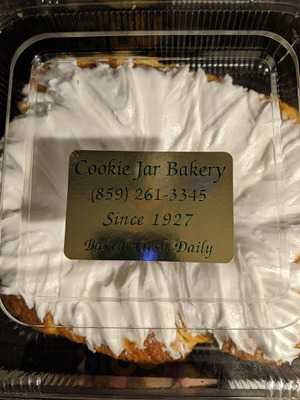 Cookie Jar Bakery
(859) 261-3345
Since 1927
Baked Fresh Daily